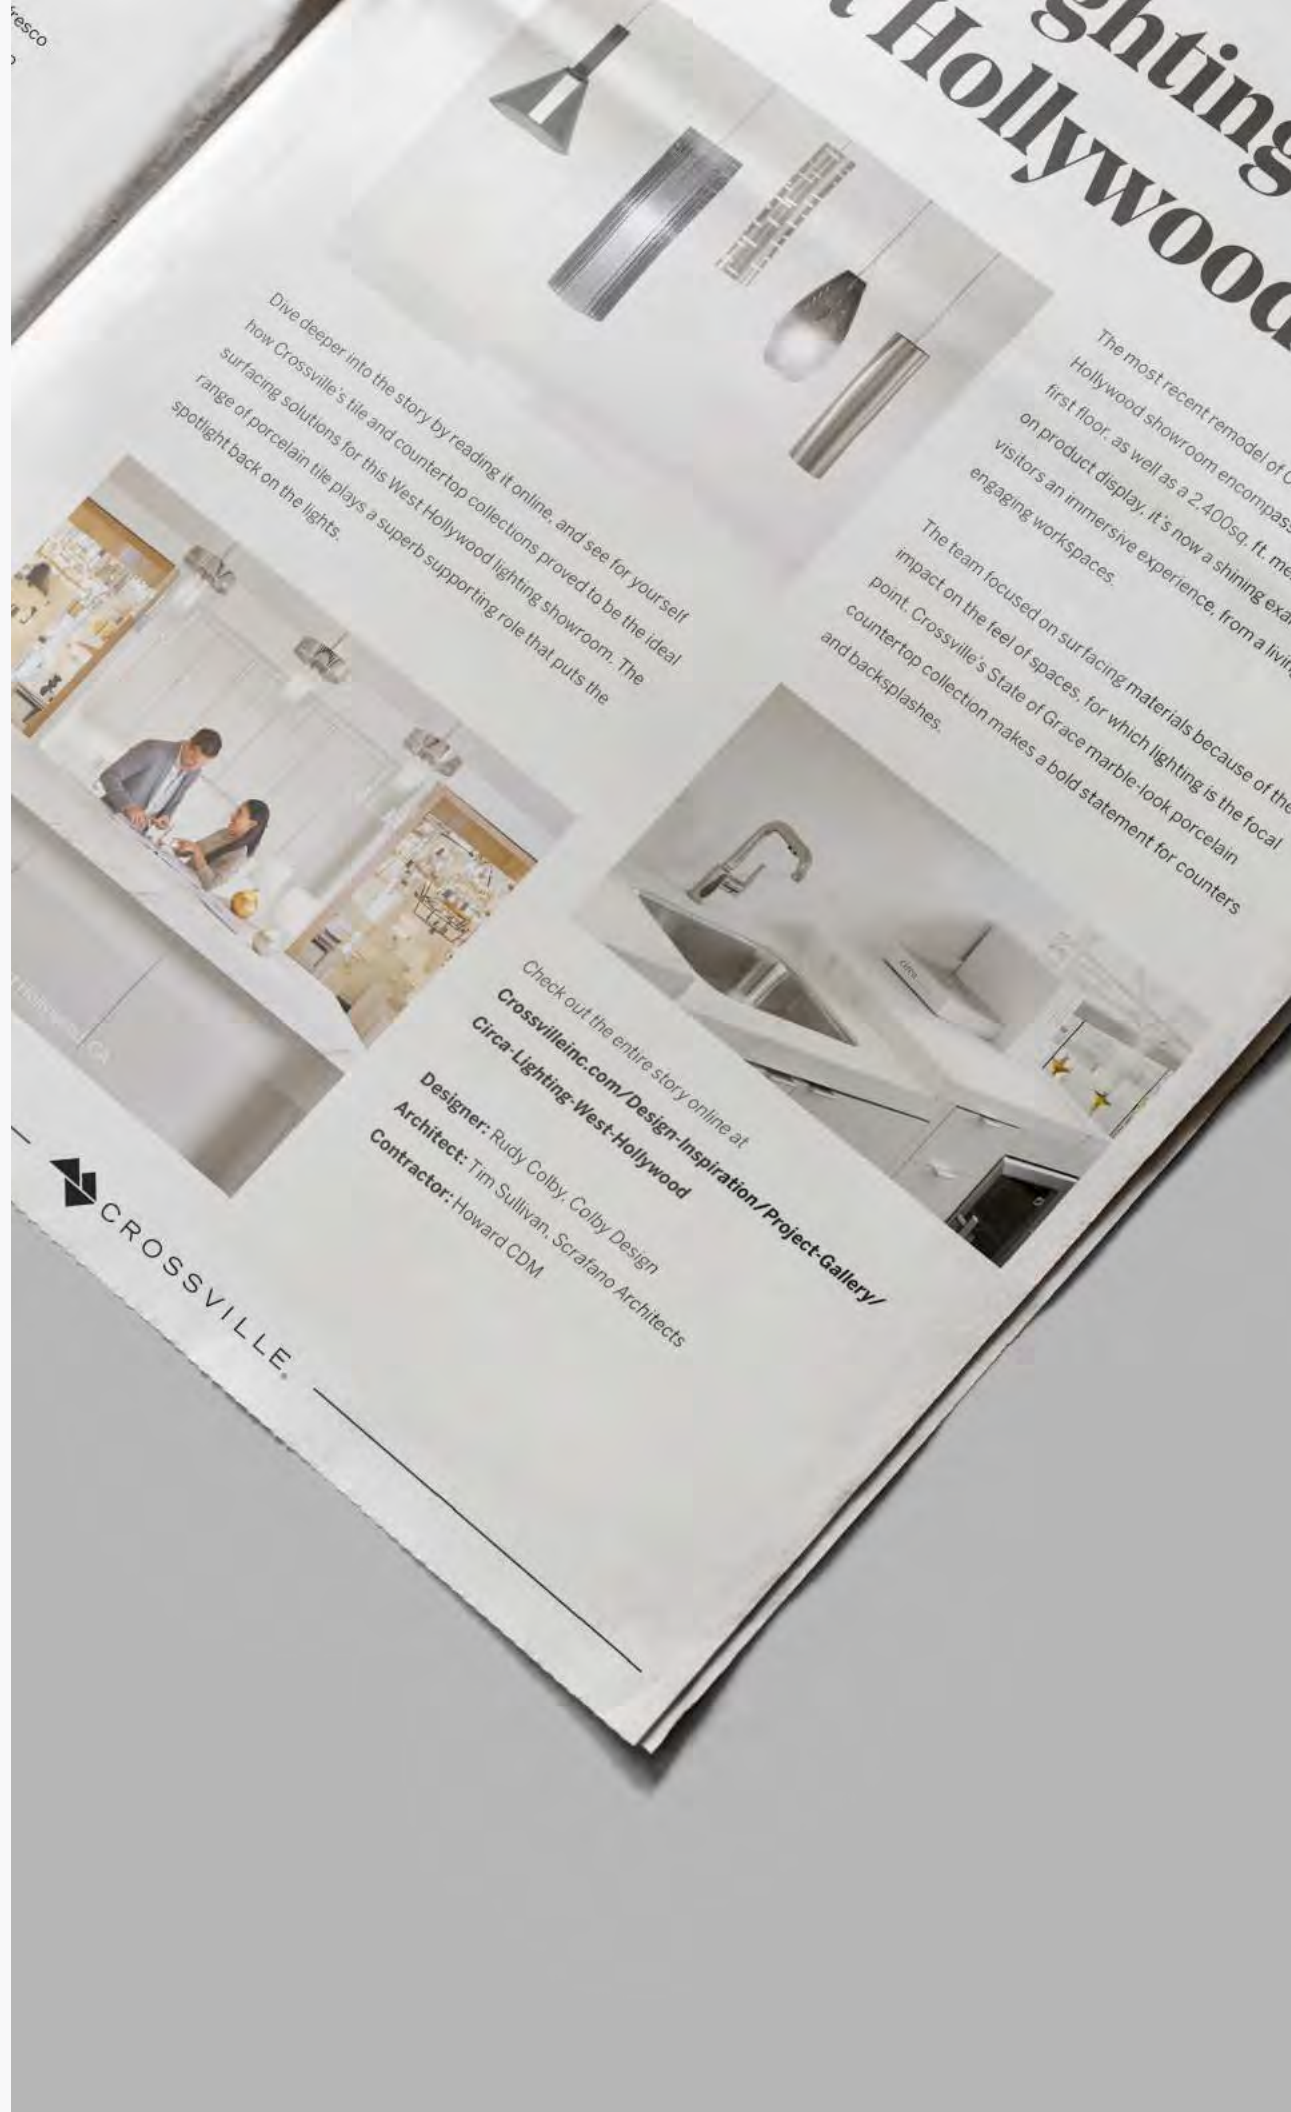 fresco
ghting
Hollywood
The most recent remodel of
Hollywood showroom encompass
first floor, as well as a 2,400sq. ft. me
on product display, it's now a shining exa
visitors an immersive experience, from a livin
engaging workspaces.
The team focused on surfacing materials because of the
impact on the feel of spaces, for which lighting is the focal
point. Crossville's State of Grace marble-look porcelain
countertop collection makes a bold statement for counters
and backsplashes.
Dive deeper into the story by reading it online, and see for yourself
how Crossville's tile and countertop collections proved to be the ideal
surfacing solutions for this West Hollywood lighting showroom. The
range of porcelain tile plays a superb supporting role that puts the
spotlight back on the lights.
circa
Hollywood, CA
Check out the entire story online at
Crossvilleinc.com/Design-Inspiration/Project-Gallery/
Circa-Lighting-West-Hollywood
Designer: Rudy Colby, Colby Design
Architect: Tim Sullivan, Scrafano Architects
Contractor: Howard CDM
CROSSVILLE®